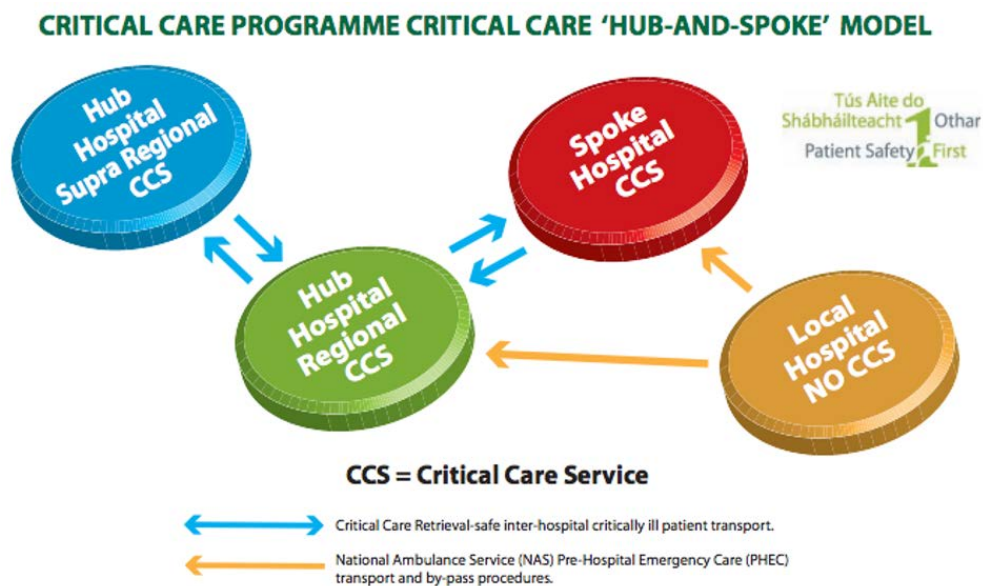 CRITICAL CARE PROGRAMME CRITICAL CARE ‘HUB-AND-SPOKE’ MODEL
Hub
Hospital
Supra Regional
CCS
Spoke
Hospital
CCS
Tús Aite do
Shábháilteacht 1 Othar
Patient Safety First
Hub
Hospital
Regional
CCS
Local
Hospital
NO CCS
CCS = Critical Care Service
Critical Care Retrieval-safe inter-hospital critically ill patient transport.
National Ambulance Service (NAS) Pre-Hospital Emergency Care (PHEC)
transport and by-pass procedures.